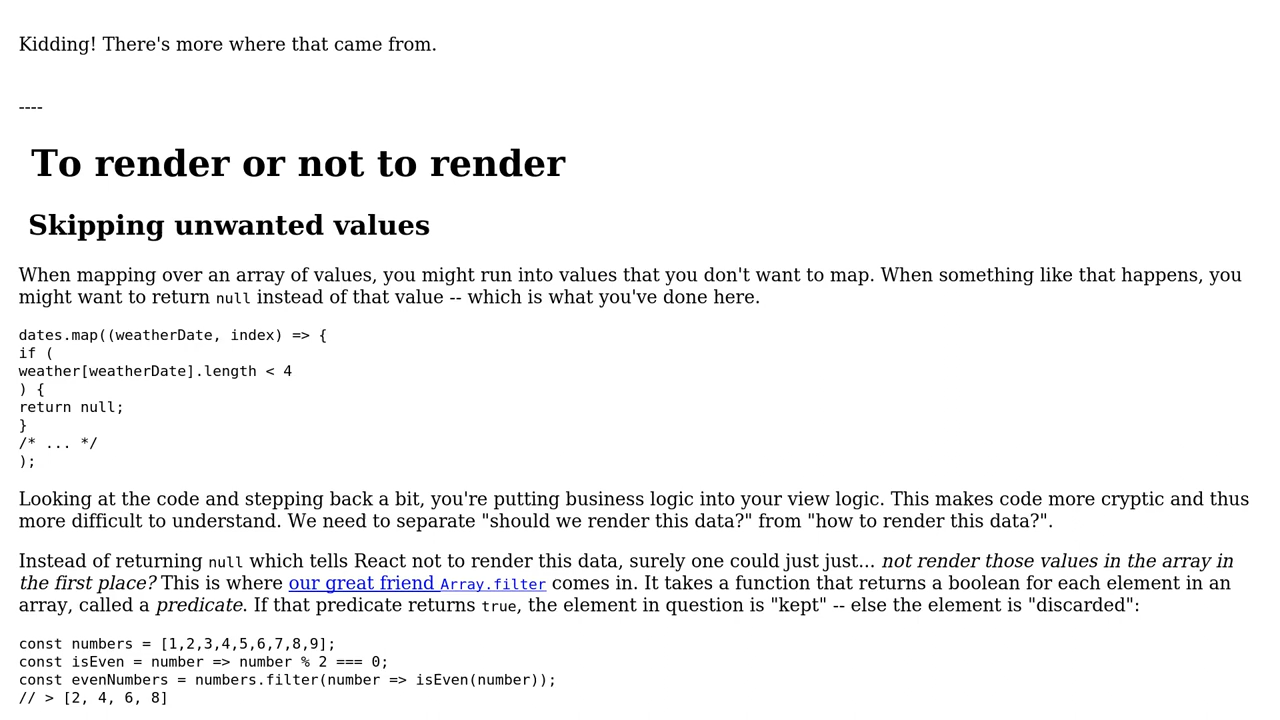 Kidding! There's more where that came from.
----
To render or not to render
Skipping unwanted values
When mapping over an array of values, you might run into values that you don't want to map. When something like that happens, you
might want to return null instead of that value -- which is what you've done here.
dates.map((weatherDate, index) => {
if (
weather[weatherDate].length < 4
) {
return null;
}
/* ... */
);
Looking at the code and stepping back a bit, you're putting business logic into your view logic. This makes code more cryptic and thus
more difficult to understand. We need to separate "should we render this data?" from "how to render this data?".
Instead of returning null which tells React not to render this data, surely one could just just... not render those values in the array in
the first place? This is where our great friend Array.filter comes in. It takes a function that returns a boolean for each element in an
array, called a predicate. If that predicate returns true, the element in question is "kept" -- else the element is "discarded":
const numbers = [1,2,3,4,5,6,7,8,9];
const isEven = number => number % 2 === 0;
const evenNumbers = numbers.filter(number => isEven(number));
// > [2, 4, 6, 8]